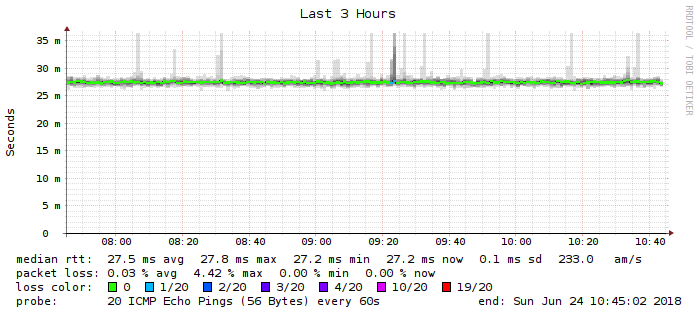 Last 3 Hours
RRDTOOL / TOBI OETIKER
Seconds
35 m
30 m
25 m
20 m
15 m
10 m
5 m
0
08:00 08:20 08:40 09:00 09:20 09:40 10:00 10:20 10:40
median rtt: 27.5 ms avg 27.8 ms max 27.2 ms min 27.2 ms now 0.1 ms sd 233.0 am/s
packet loss: 0.03 % avg 4.42 % max 0.00 % min 0.00 % now
loss color: 0 1/20 2/20 3/20 4/20 10/20 19/20
probe: 20 ICMP Echo Pings (56 Bytes) every 60s end: Sun Jun 24 10:45:02 2018